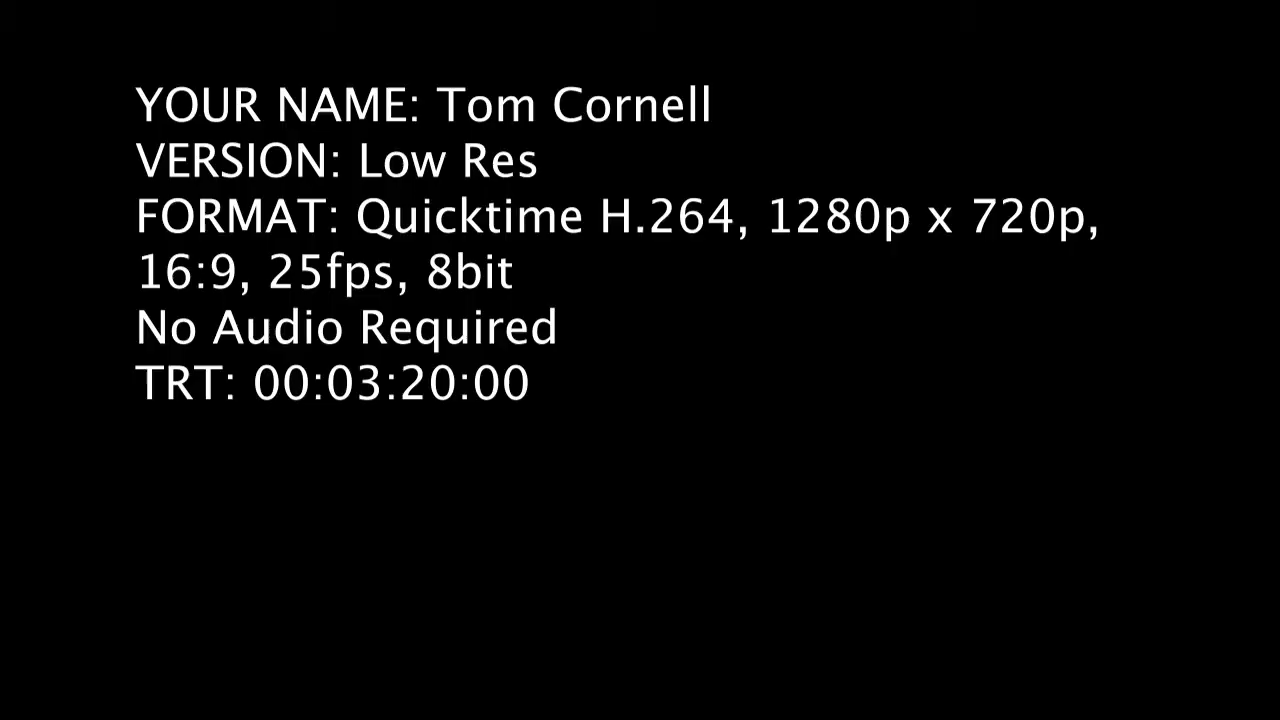 YOUR NAME: Tom Cornell
VERSION: Low Res
FORMAT: Quicktime H.264, 1280p x 720p,
16:9, 25fps, 8bit
No Audio Required
TRT: 00:03:20:00